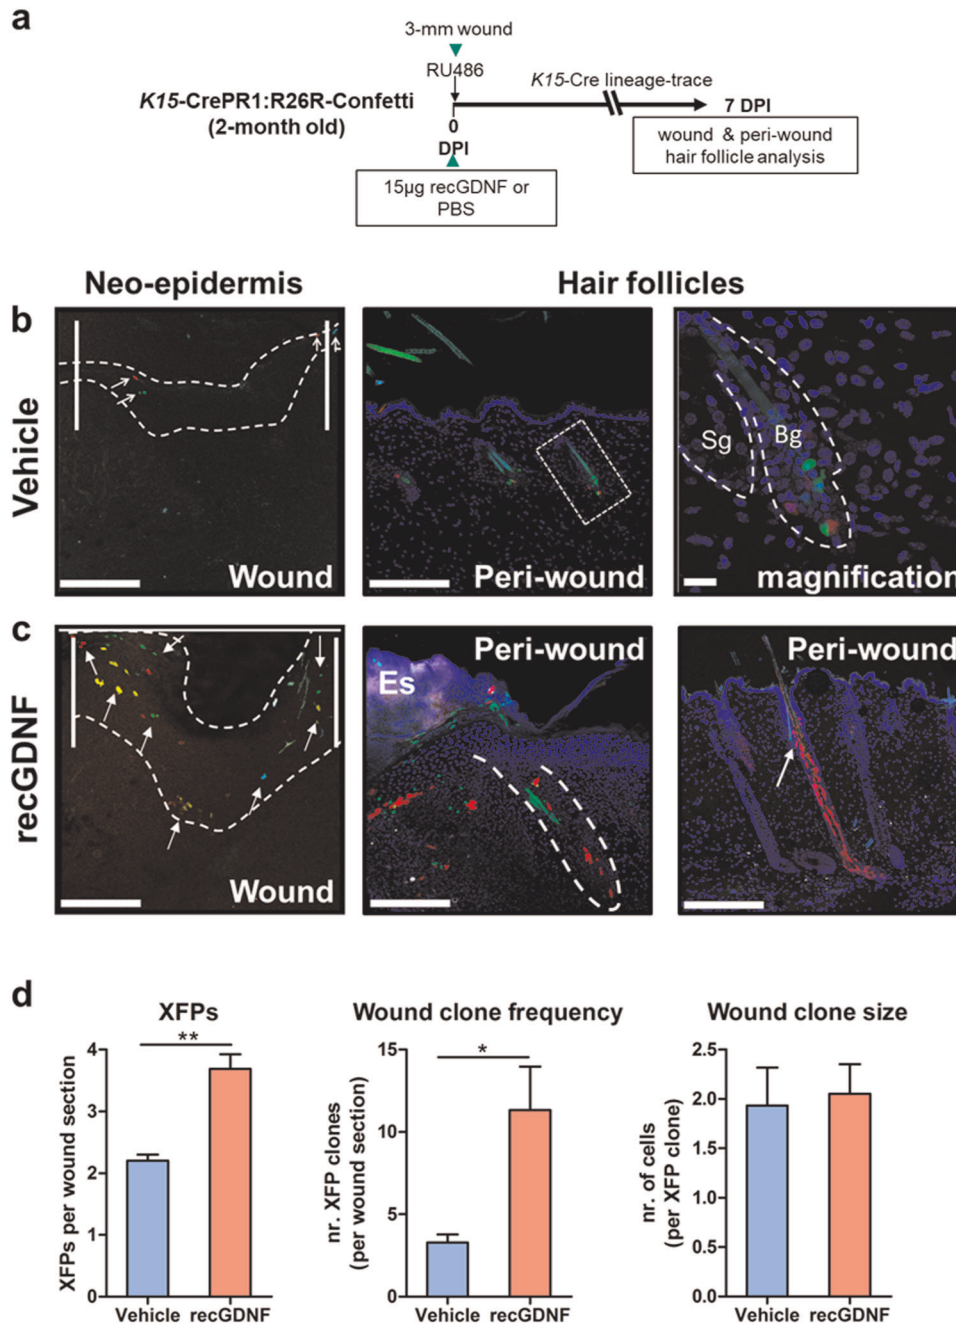 a
3-mm wound
RU486
K15-Cre lineage-trace
K15-CrePR1:R26R-Confetti
(2-month old)
0
DPI
7 DPI
wound & peri-wound
hair follicle analysis
15µg recGDNF or
PBS
Neo-epidermis
Hair follicles
b
Vehicle
Wound
Peri-wound
Sg
Bg
magnification
c
recGDNF
Wound
Peri-wound
Es
Peri-wound
d
XFPs
**
XFPs per wound section
4
3
2
1
0
Vehicle recGDNF
Wound clone frequency
*
nr. XFP clones
(per wound section)
15
10
5
0
Vehicle recGDNF
Wound clone size
nr. of cells
(per XFP clone)
2.5
2.0
1.5
1.0
0.5
0.0
Vehicle recGDNF